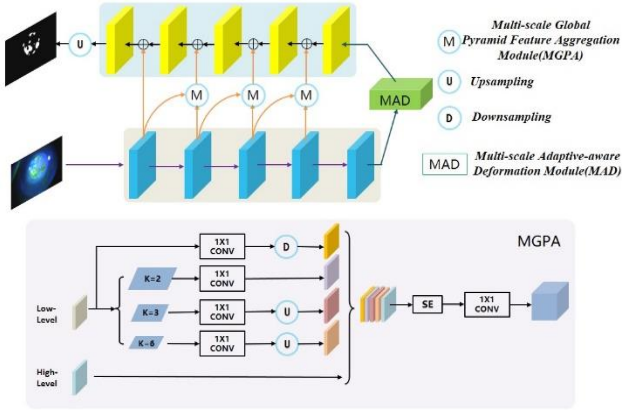 U
M
M
M
MAD
M
Multi-scale Global
Pyramid Feature Aggregation
Module(MGPA)
U
Upsampling
D
Downsampling
MAD
Multi-scale Adaptive-aware
Deformation Module(MAD)
MGPA
1X1
CONV
D
K=2
1X1
CONV
Low-
Level
K=3
1X1
CONV
U
SE
1X1
CONV
K=6
1X1
CONV
U
High-
Level